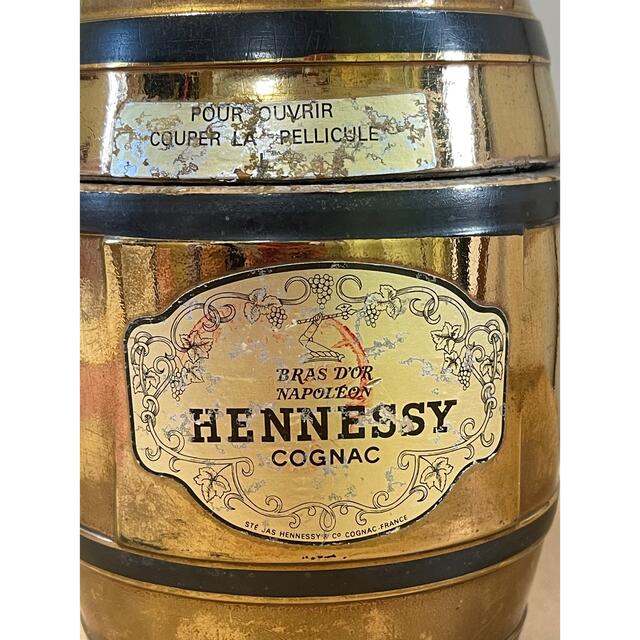 POUR OUVRIR
COUPER LA PELLICULE
BRAS D'OR
NAPOLÉON
HENNESSY
COGNAC
STÉ JAS HENNESSY & Cº COGNAC-FRANCE